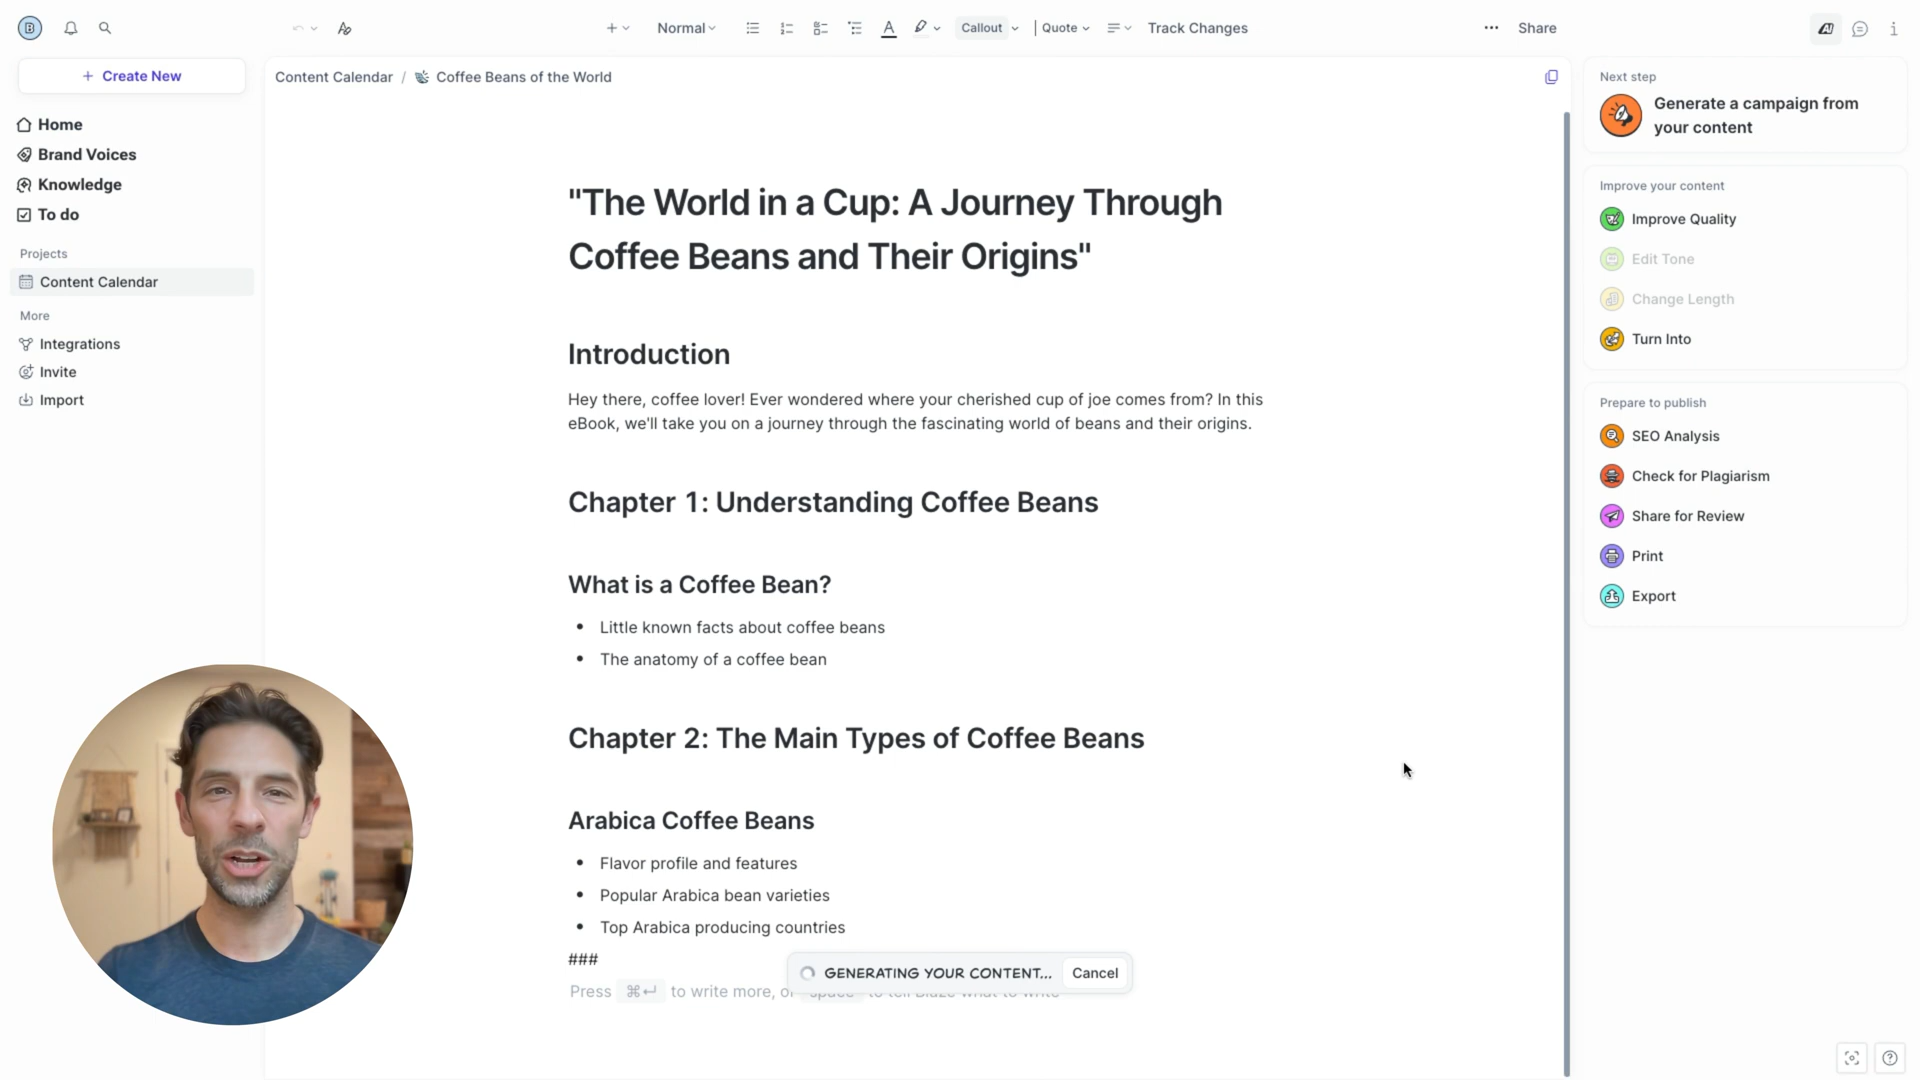 B
Normal
Callout
Quote
Track Changes
Share
+ Create New
Home
Brand Voices
Knowledge
To do
Projects
Content Calendar
More
Integrations
Invite
Import
Content Calendar / Coffee Beans of the World
"The World in a Cup: A Journey Through
Coffee Beans and Their Origins"
Introduction
Hey there, coffee lover! Ever wondered where your cherished cup of joe comes from? In this
eBook, we'll take you on a journey through the fascinating world of beans and their origins.
Chapter 1: Understanding Coffee Beans
What is a Coffee Bean?
• Little known facts about coffee beans
• The anatomy of a coffee bean
Chapter 2: The Main Types of Coffee Beans
Arabica Coffee Beans
• Flavor profile and features
• Popular Arabica bean varieties
• Top Arabica producing countries
###
GENERATING YOUR CONTENT... Cancel
Press ⌘↵ to write more, or space to tell Blaze what to write
Next step
Generate a campaign from
your content
Improve your content
Improve Quality
Edit Tone
Change Length
Turn Into
Prepare to publish
SEO Analysis
Check for Plagiarism
Share for Review
Print
Export